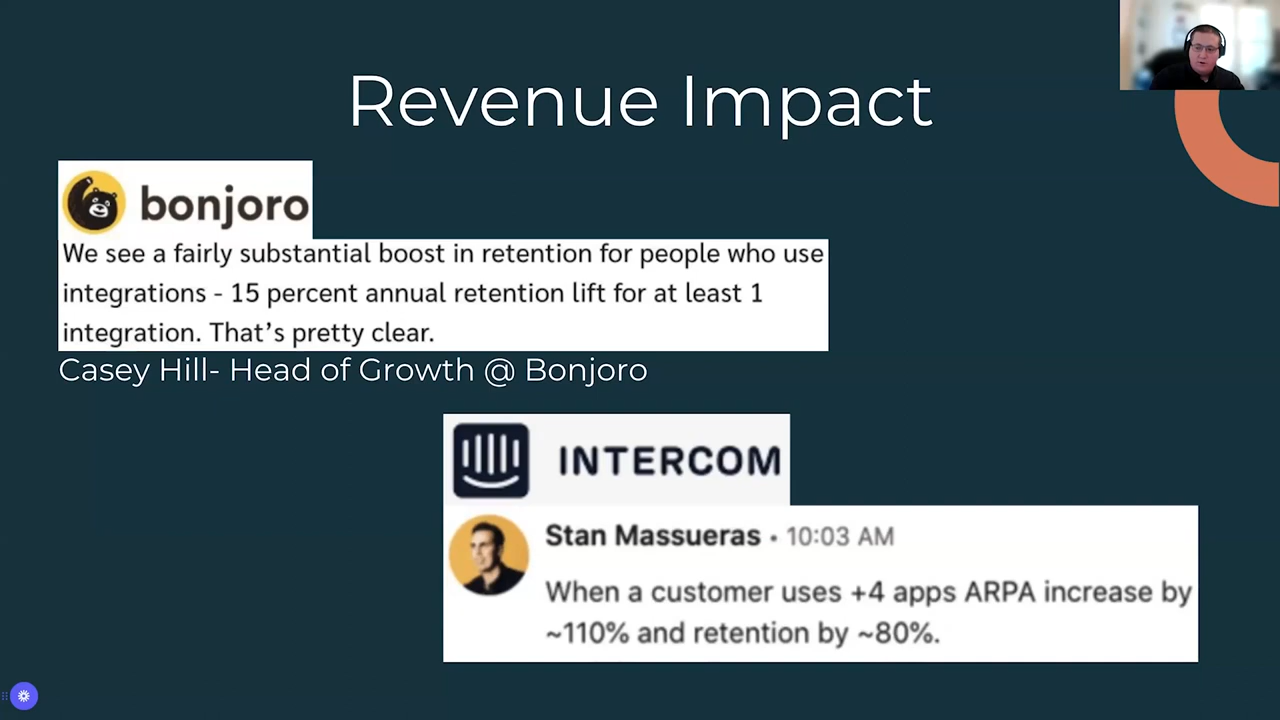 Revenue Impact
bonjoro
We see a fairly substantial boost in retention for people who use
integrations - 15 percent annual retention lift for at least 1
integration. That's pretty clear.
Casey Hill- Head of Growth @ Bonjoro
INTERCOM
Stan Massueras • 10:03 AM
When a customer uses +4 apps ARPA increase by
~110% and retention by ~80%.